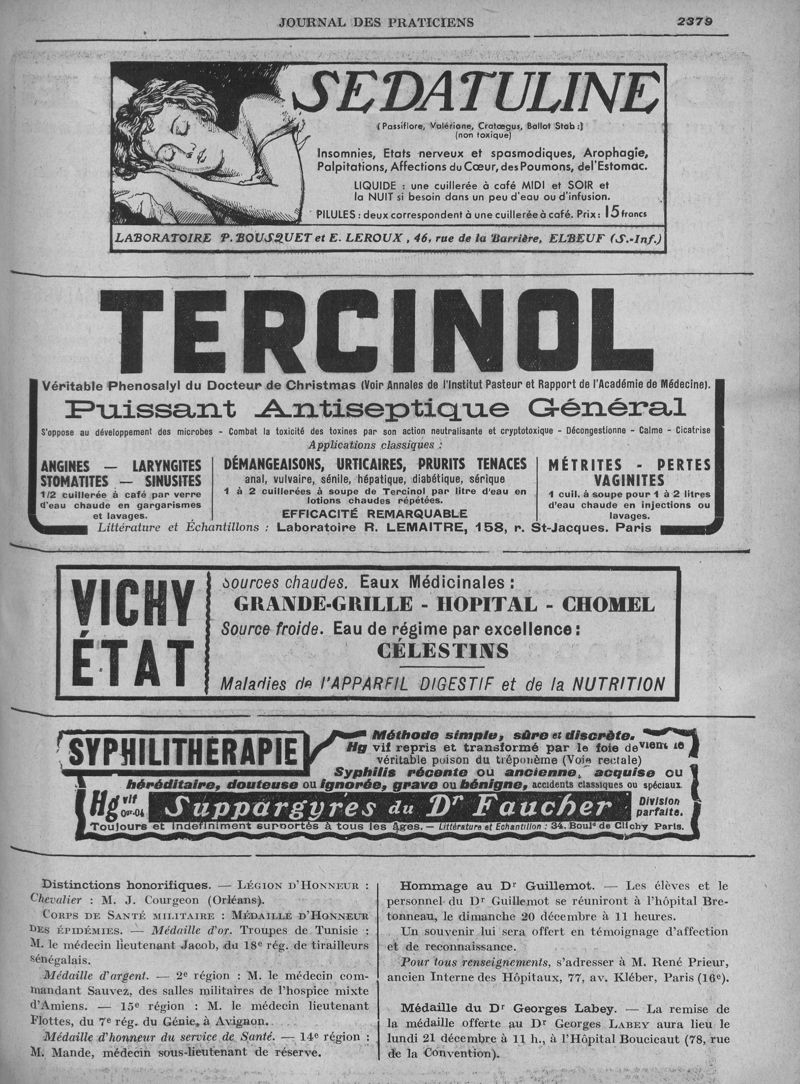 JOURNAL DES PRATICIENS 2379
SÉDATULINE
(Passiflore, Valériane, Cratœgus, Ballot Stab:)
(non toxique)
Insomnies, Etats nerveux et spasmodiques, Arophagie,
Palpitations, Affections du Cœur, des Poumons, del'Estomac.
LIQUIDE : une cuillerée à café MIDI et SOIR et
la NUIT si besoin dans un peu d'eau ou d'infusion.
PILULES : deux correspondent à une cuillerée à café. Prix: 15 francs
LABORATOIRE P. BOUSQUET et E. LEROUX, 46, rue de la Barrière, ELBEUF (S.-Inf.)
TERCINOL
Véritable Phenosalyl du Docteur de Christmas (Voir Annales de l'Institut Pasteur et Rapport de l'Académie de Médecine).
Puissant Antiseptique Général
S'oppose au développement des microbes - Combat la toxicité des toxines par son action neutralisante et cryptotoxique - Décongestionne - Calme - Cicatrise
Applications classiques :
ANGINES — LARYNGITES
STOMATITES — SINUSITES
1/2 cuillerée à café par verre
d'eau chaude en gargarismes
et lavages.
DÉMANGEAISONS, URTICAIRES, PRURITS TENACES
anal, vulvaire, sénile, hépatique, diabétique, sérique
1 à 2 cuillerées à soupe de Tercinol par litre d'eau en
lotions chaudes répétées.
EFFICACITÉ REMARQUABLE
MÉTRITES - PERTES
VAGINITES
1 cuil. à soupe pour 1 à 2 litres
d'eau chaude en injections ou
lavages.
Littérature et Échantillons : Laboratoire R. LEMAITRE, 158, r. St-Jacques. Paris
VICHY
ÉTAT
Sources chaudes. Eaux Médicinales :
GRANDE-GRILLE - HOPITAL - CHOMEL
Source froide. Eau de régime par excellence :
CÉLESTINS
Maladies de l'APPAREIL DIGESTIF et de la NUTRITION
SYPHILITHÉRAPIE
Méthode simple, sûre et discrète.
Hg vif repris et transformé par le foie devient le
véritable poison du tréponème (Voie rectale)
Syphilis récente ou ancienne, acquise ou
héréditaire, douteuse ou ignorée, grave ou bénigne, accidents classiques ou spéciaux
Hg vif 0gr.04 Suppargyres du Dr Faucher Division parfaite.
Toujours et indéfiniment supportés à tous les âges. — Littérature et Echantillon : 34. Boulᵈ de Clichy Paris.
Distinctions honorifiques. — LÉGION D'HONNEUR :
Chevalier : M. J. Courgeon (Orléans).
CORPS DE SANTÉ MILITAIRE : MÉDAILLE D'HONNEUR
DES ÉPIDÉMIES. — Médaille d'or. Troupes de Tunisie :
M. le médecin lieutenant Jacob, du 18e rég. de tirailleurs
sénégalais.
Médaille d'argent. — 2e région : M. le médecin com-
mandant Sauvez, des salles militaires de l'hospice mixte
d'Amiens. — 15e région : M. le médecin lieutenant
Flottes, du 7e rég. du Génie, à Avignon.
Médaille d'honneur du service de Santé. — 14e région :
M. Mande, médecin sous-lieutenant de réserve.
Hommage au Dr Guillemot. — Les élèves et le
personnel du Dr Guillemot se réuniront à l'hôpital Bre-
tonneau, le dimanche 20 décembre à 11 heures.
Un souvenir lui sera offert en témoignage d'affection
et de reconnaissance.
Pour tous renseignements, s'adresser à M. René Prieur,
ancien Interne des Hôpitaux, 77, av. Kléber, Paris (16e).
Médaille du Dr Georges Labey. — La remise de
la médaille offerte au Dr Georges LABEY aura lieu le
lundi 21 décembre à 11 h., à l'Hôpital Boucicaut (78, rue
de la Convention).